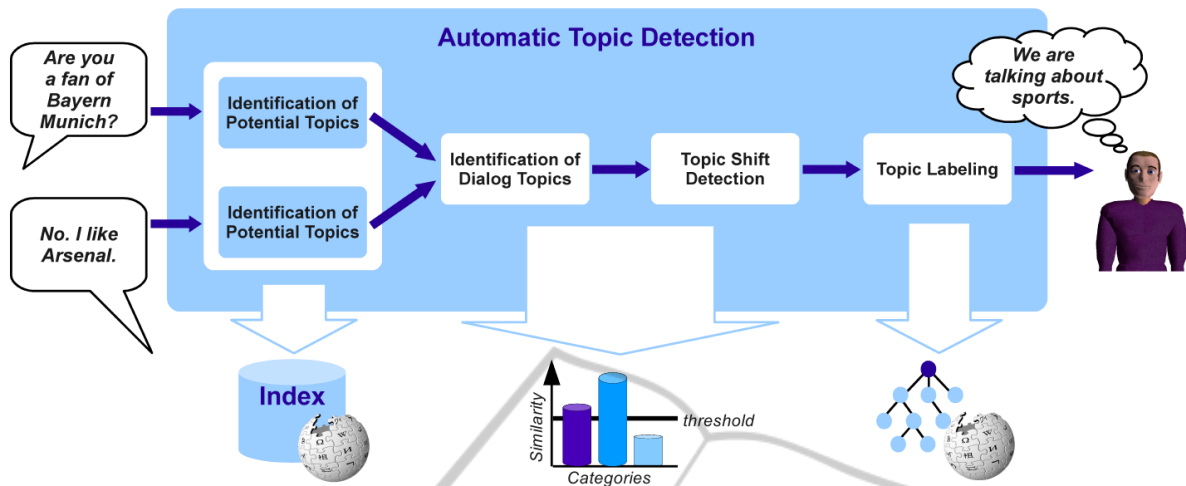 Automatic Topic Detection
Are you
a fan of
Bayern
Munich?
Identification of
Potential Topics
No. I like
Arsenal.
Identification of
Potential Topics
Identification of
Dialog Topics
Topic Shift
Detection
Topic Labeling
We are
talking about
sports.
Index
Similarity
threshold
Categories